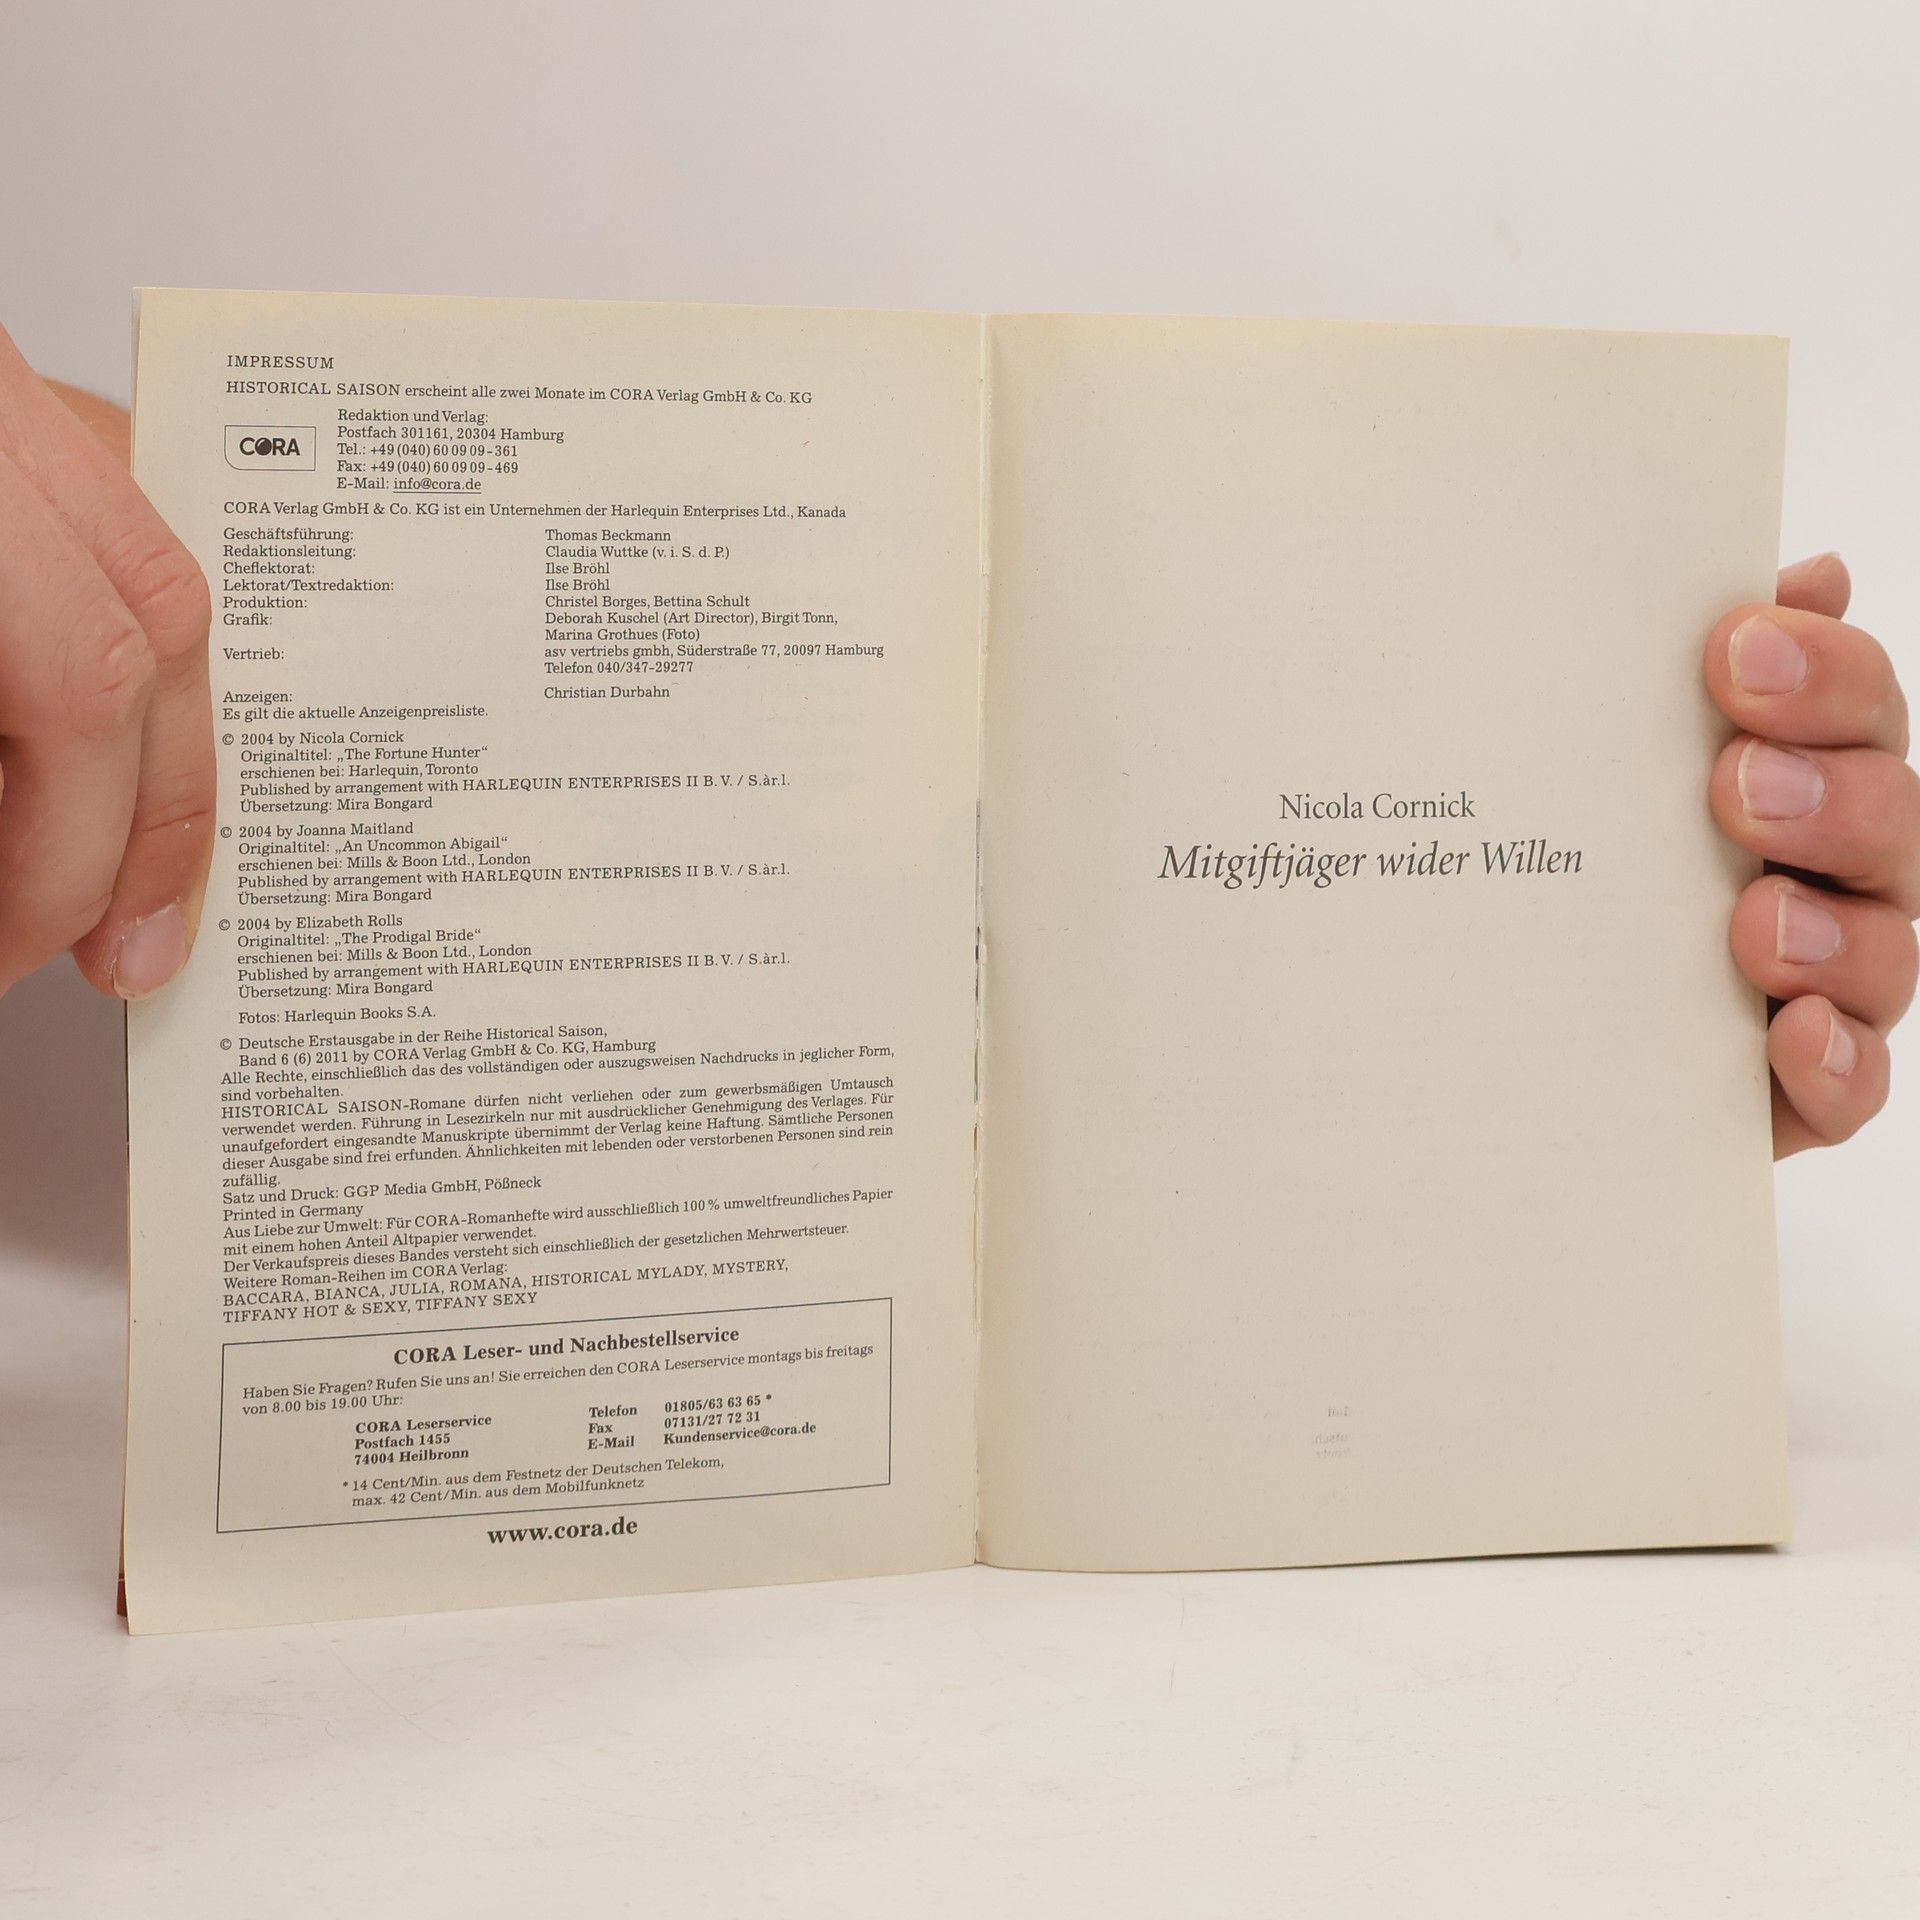 IMPRESSUM
HISTORICAL SAISON erscheint alle zwei Monate im CORA Verlag GmbH & Co. KG
CORA
Redaktion und Verlag:
Postfach 301161, 20304 Hamburg
Tel.: +49 (040) 60 09 09-361
Fax: +49 (040) 60 09 09-469
E-Mail: info@cora.de
CORA Verlag GmbH & Co. KG ist ein Unternehmen der Harlequin Enterprises Ltd., Kanada
Geschäftsführung: Thomas Beckmann
Redaktionsleitung: Claudia Wuttke (v. i. S. d. P.)
Cheflektorat: Ilse Bröhl
Lektorat/Textredaktion: Ilse Bröhl
Produktion: Christel Borges, Bettina Schult
Grafik: Deborah Kuschel (Art Director), Birgit Tonn,
Marina Grothues (Foto)
Vertrieb: asv vertriebs gmbh, Süderstraße 77, 20097 Hamburg
Telefon 040/347-29277
Anzeigen: Christian Durbahn
Es gilt die aktuelle Anzeigenpreisliste.
© 2004 by Nicola Cornick
Originaltitel: „The Fortune Hunter“
erschienen bei: Harlequin, Toronto
Published by arrangement with HARLEQUIN ENTERPRISES II B. V. / S.àr.l.
Übersetzung: Mira Bongard
© 2004 by Joanna Maitland
Originaltitel: „An Uncommon Abigail“
erschienen bei: Mills & Boon Ltd., London
Published by arrangement with HARLEQUIN ENTERPRISES II B. V. / S.àr.l.
Übersetzung: Mira Bongard
© 2004 by Elizabeth Rolls
Originaltitel: „The Prodigal Bride“
erschienen bei: Mills & Boon Ltd., London
Published by arrangement with HARLEQUIN ENTERPRISES II B. V. / S.àr.l.
Übersetzung: Mira Bongard
Fotos: Harlequin Books S.A.
© Deutsche Erstausgabe in der Reihe Historical Saison,
Band 6 (6) 2011 by CORA Verlag GmbH & Co. KG, Hamburg
Alle Rechte, einschließlich das des vollständigen oder auszugsweisen Nachdrucks in jeglicher Form,
sind vorbehalten.
HISTORICAL SAISON-Romane dürfen nicht verliehen oder zum gewerbsmäßigen Umtausch
verwendet werden. Führung in Lesezirkeln nur mit ausdrücklicher Genehmigung des Verlages. Für
unaufgefordert eingesandte Manuskripte übernimmt der Verlag keine Haftung. Sämtliche Personen
dieser Ausgabe sind frei erfunden. Ähnlichkeiten mit lebenden oder verstorbenen Personen sind rein
zufällig.
Satz und Druck: GGP Media GmbH, Pößneck
Printed in Germany
Aus Liebe zur Umwelt: Für CORA-Romanhefte wird ausschließlich 100 % umweltfreundliches Papier
mit einem hohen Anteil Altpapier verwendet.
Der Verkaufspreis dieses Bandes versteht sich einschließlich der gesetzlichen Mehrwertsteuer.
Weitere Roman-Reihen im CORA Verlag:
BACCARA, BIANCA, JULIA, ROMANA, HISTORICAL MYLADY, MYSTERY,
TIFFANY HOT & SEXY, TIFFANY SEXY
CORA Leser- und Nachbestellservice
Haben Sie Fragen? Rufen Sie uns an! Sie erreichen den CORA Leserservice montags bis freitags
von 8.00 bis 19.00 Uhr:
CORA Leserservice Telefon 01805/63 63 65 *
Postfach 1455 Fax 07131/27 72 31
74004 Heilbronn E-Mail Kundenservice@cora.de
* 14 Cent/Min. aus dem Festnetz der Deutschen Telekom,
max. 42 Cent/Min. aus dem Mobilfunknetz
www.cora.de
Nicola Cornick
Mitgiftjäger wider Willen